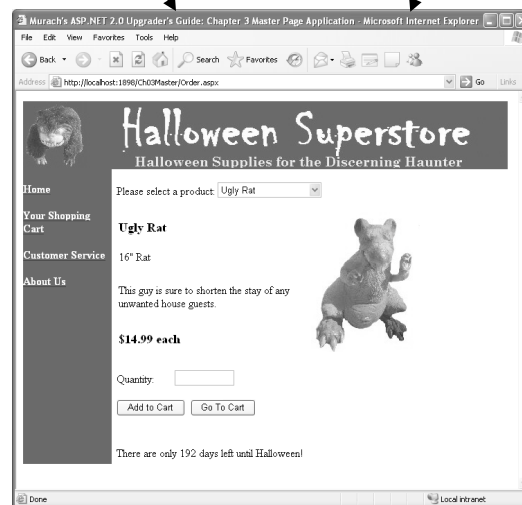 Murach's ASP.NET 2.0 Upgrader's Guide: Chapter 3 Master Page Application - Microsoft Internet Explorer
File Edit View Favorites Tools Help
Back Search Favorites
Address http://localhost:1898/Ch03Master/Order.aspx Go Links
Halloween Superstore
Halloween Supplies for the Discerning Haunter
Home
Your Shopping
Cart
Customer Service
About Us
Please select a product: Ugly Rat
Ugly Rat
16" Rat
This guy is sure to shorten the stay of any
unwanted house guests.
$14.99 each
Quantity:
Add to Cart Go To Cart
There are only 192 days left until Halloween!
Done Local intranet